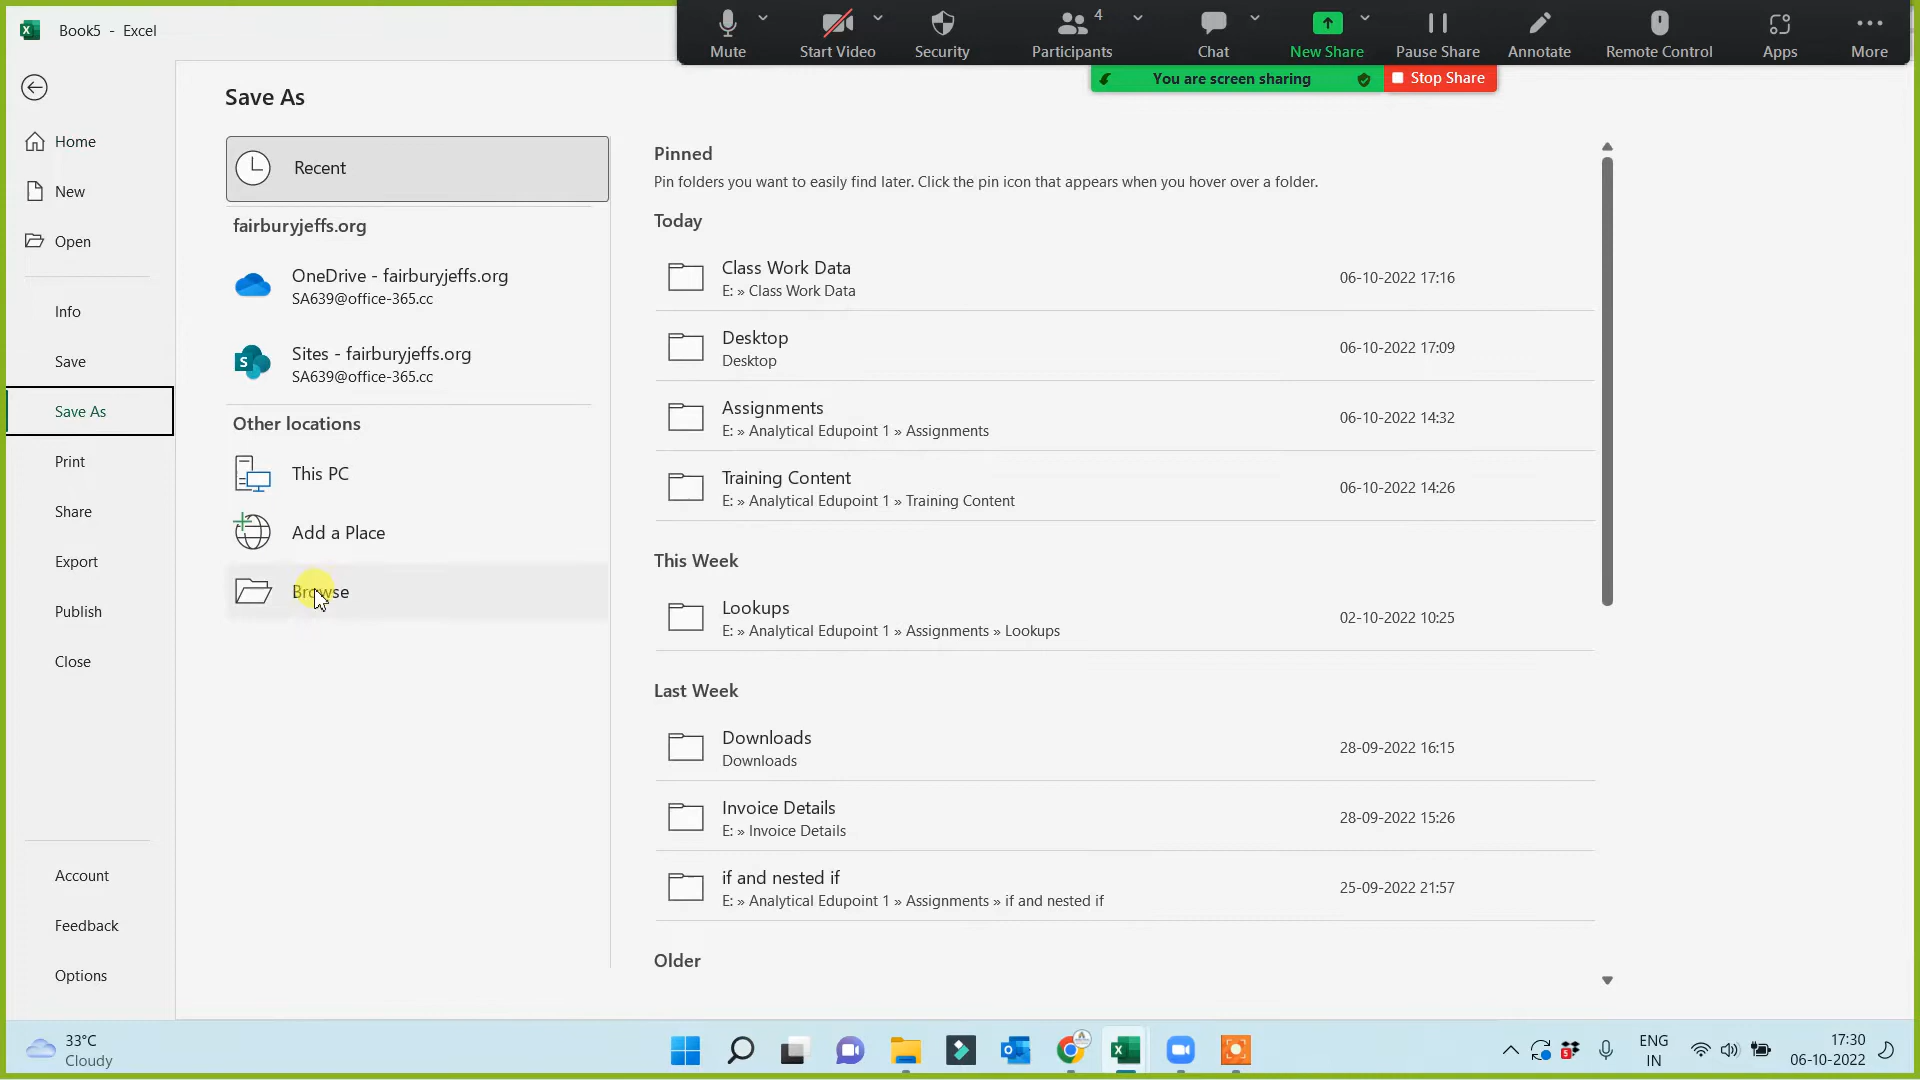 Book5 - Excel
Mute
Start Video
Security
Participants
4
Chat
New Share
Pause Share
Annotate
Remote Control
Apps
More
You are screen sharing
Stop Share
Home
New
Open
Info
Save
Save As
Print
Share
Export
Publish
Close
Account
Feedback
Options
Save As
Recent
fairburyjeffs.org
OneDrive - fairburyjeffs.org
SA639@office-365.cc
Sites - fairburyjeffs.org
SA639@office-365.cc
Other locations
This PC
Add a Place
Browse
Pinned
Pin folders you want to easily find later. Click the pin icon that appears when you hover over a folder.
Today
Class Work Data 06-10-2022 17:16
E: » Class Work Data
Desktop 06-10-2022 17:09
Desktop
Assignments 06-10-2022 14:32
E: » Analytical Edupoint 1 » Assignments
Training Content 06-10-2022 14:26
E: » Analytical Edupoint 1 » Training Content
This Week
Lookups 02-10-2022 10:25
E: » Analytical Edupoint 1 » Assignments » Lookups
Last Week
Downloads 28-09-2022 16:15
Downloads
Invoice Details 28-09-2022 15:26
E: » Invoice Details
if and nested if 25-09-2022 21:57
E: » Analytical Edupoint 1 » Assignments » if and nested if
Older
33°C
Cloudy
ENG
IN
17:30
06-10-2022